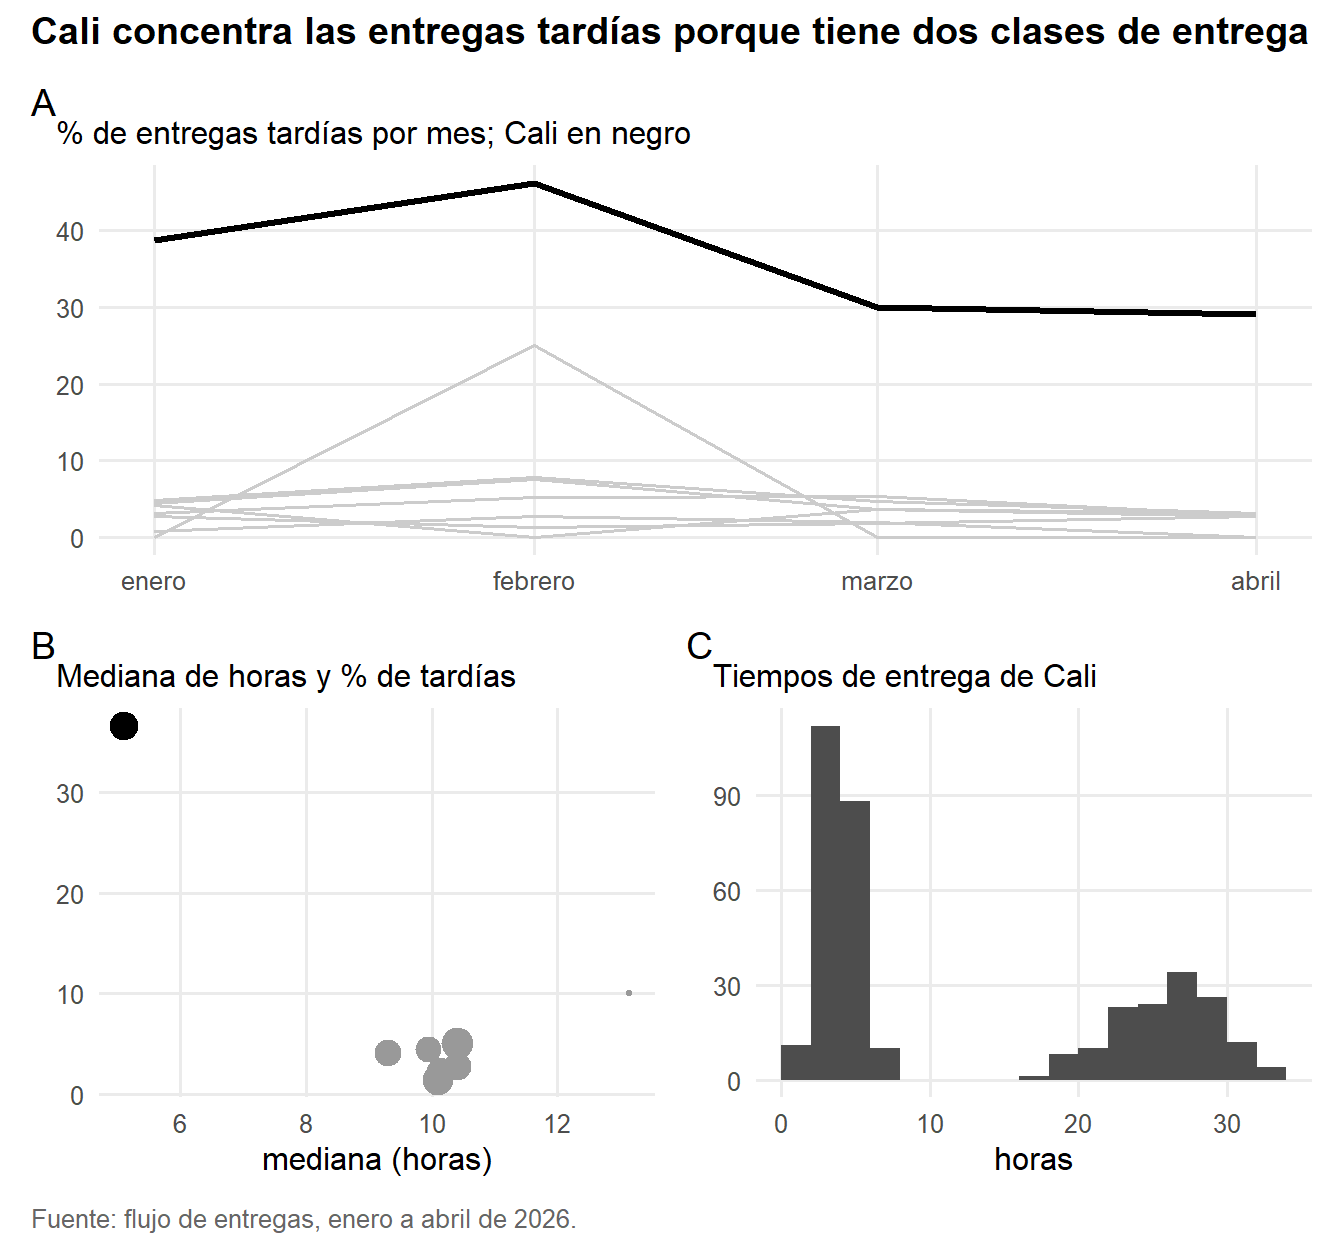 Cali concentra las entregas tardías porque tiene dos clases de entrega
A
% de entregas tardías por mes; Cali en negro
40
30
20
10
0
enero febrero marzo abril
B
Mediana de horas y % de tardías
30
20
10
0
6 8 10 12
mediana (horas)
C
Tiempos de entrega de Cali
90
60
30
0
0 10 20 30
horas
Fuente: flujo de entregas, enero a abril de 2026.